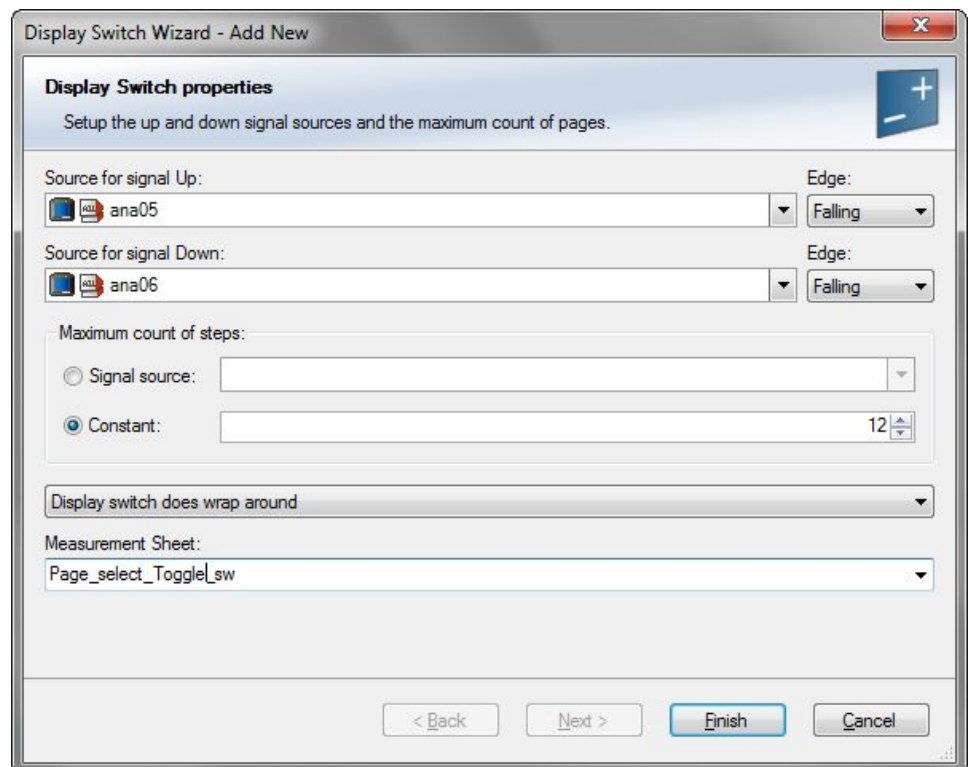 Display Switch Wizard - Add New
Display Switch properties
Setup the up and down signal sources and the maximum count of pages.
Source for signal Up: Edge:
ana05 Falling
Source for signal Down: Edge:
ana06 Falling
Maximum count of steps:
Signal source:
Constant: 12
Display switch does wrap around
Measurement Sheet:
Page_select_Toggle_sw
< Back Next > Finish Cancel